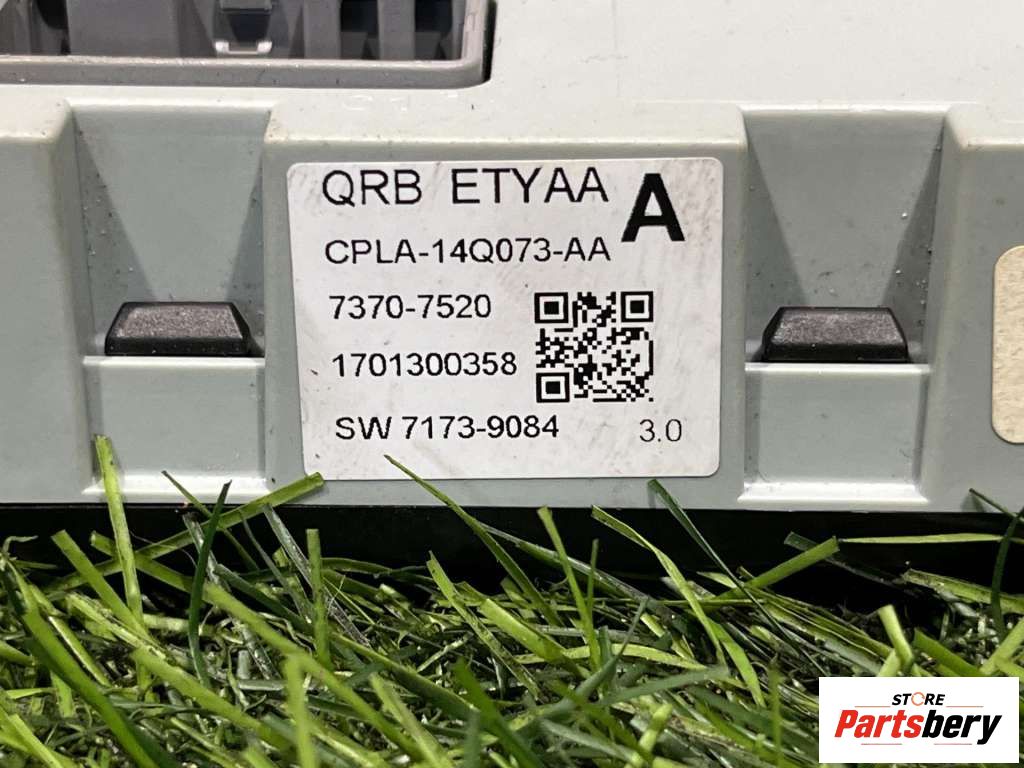 QRB ETYAA A
CPLA-14Q073-AA
7370-7520
1701300358
SW 7173-9084 3.0
STORE
Partsbery